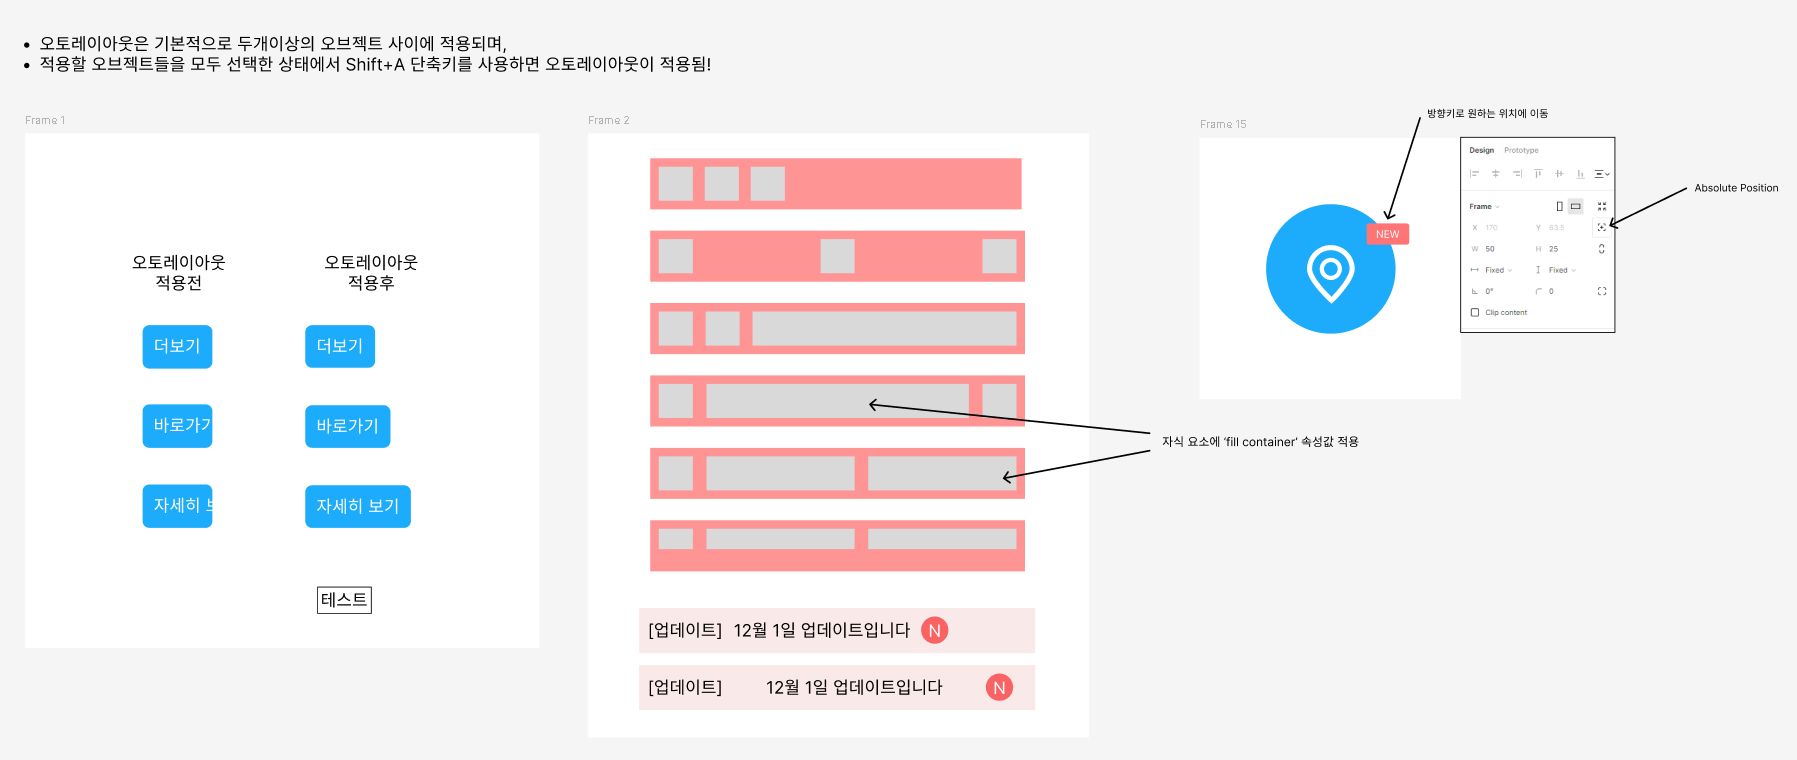 • 오토레이아웃은 기본적으로 두개이상의 오브젝트 사이에 적용되며,
• 적용할 오브젝트들을 모두 선택한 상태에서 Shift+A 단축키를 사용하면 오토레이아웃이 적용됨!
Frame 1
오토레이아웃
적용전
오토레이아웃
적용후
더보기
더보기
바로가기
바로가기
자세히 보
자세히 보기
테스트
Frame 2
[업데이트] 12월 1일 업데이트입니다 N
[업데이트] 12월 1일 업데이트입니다 N
자식 요소에 ‘fill container’ 속성값 적용
Frame 15
방향키로 원하는 위치에 이동
NEW
Design Prototype
Frame
X 170 Y 63.5
W 50 H 25
Fixed Fixed
0° 0
Clip content
Absolute Position